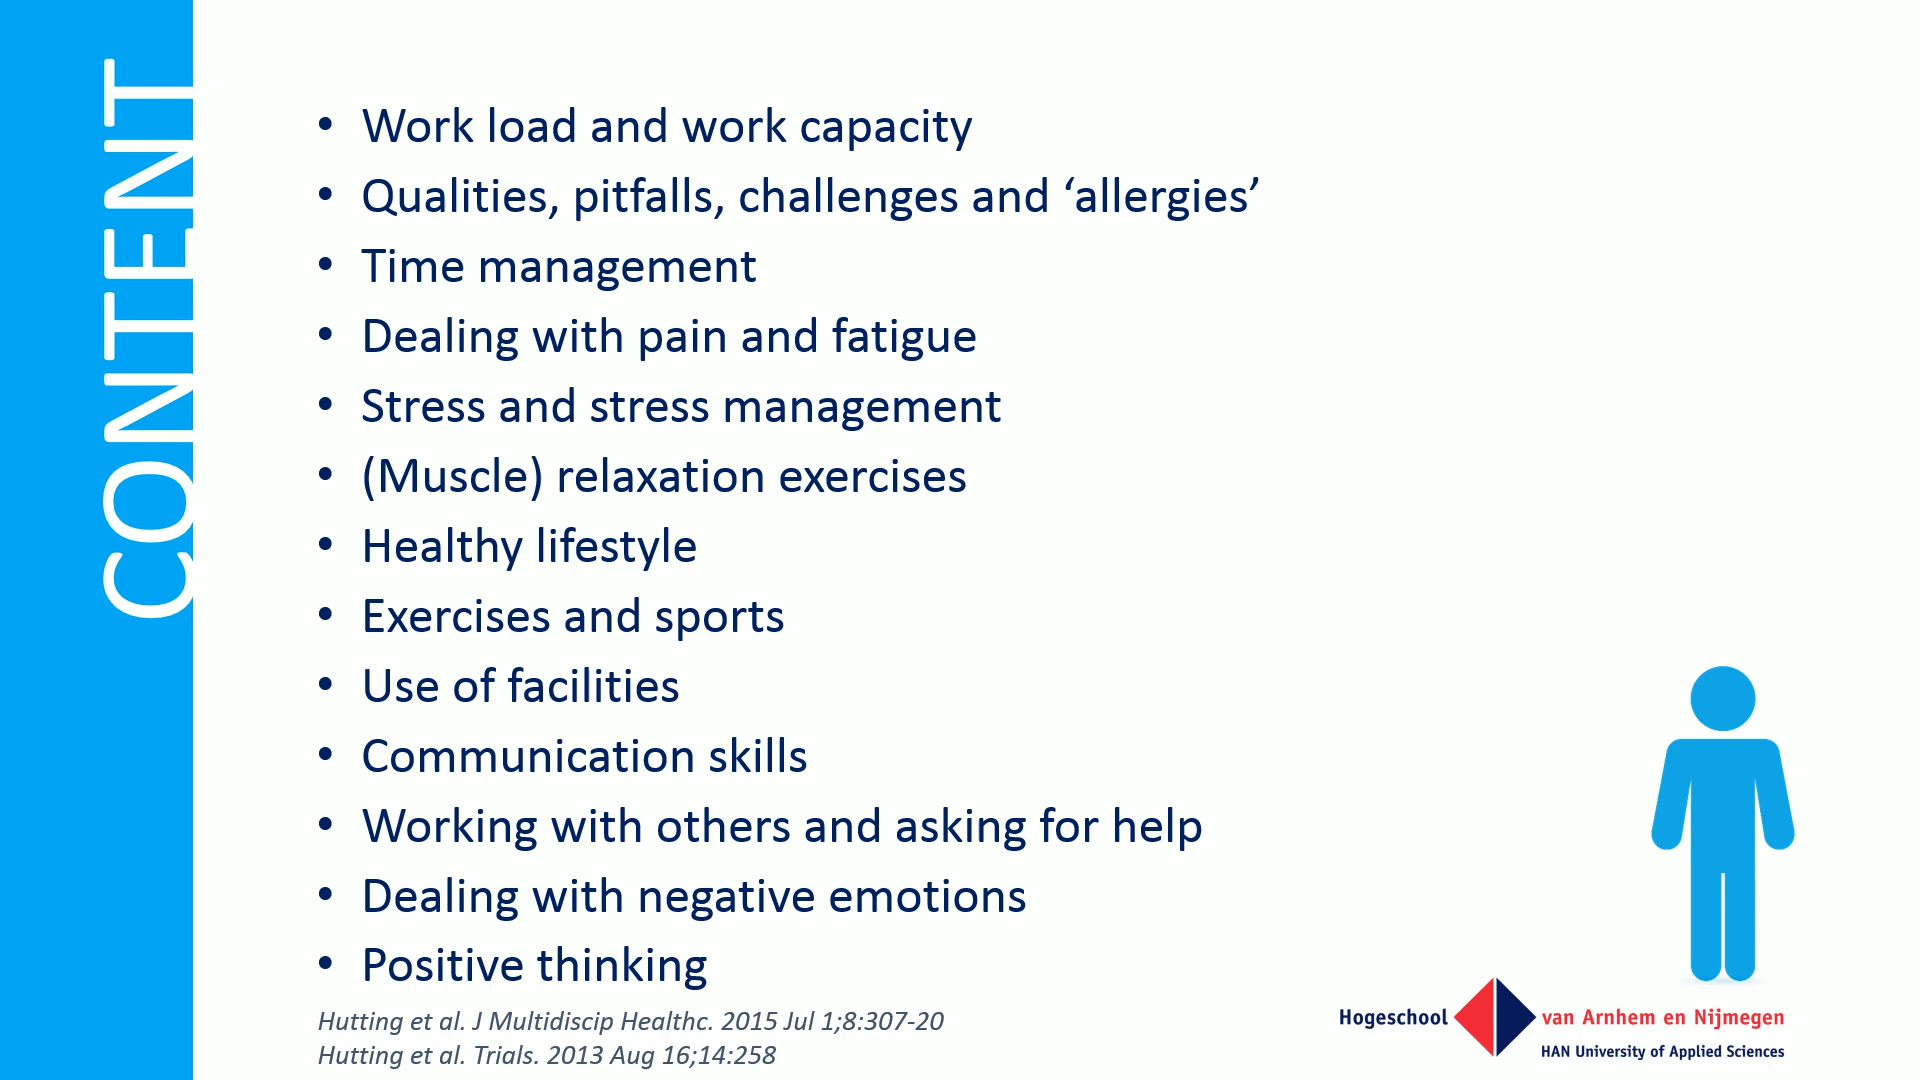 CONTENT
• Work load and work capacity
• Qualities, pitfalls, challenges and ‘allergies’
• Time management
• Dealing with pain and fatigue
• Stress and stress management
• (Muscle) relaxation exercises
• Healthy lifestyle
• Exercises and sports
• Use of facilities
• Communication skills
• Working with others and asking for help
• Dealing with negative emotions
• Positive thinking
Hutting et al. J Multidiscip Healthc. 2015 Jul 1;8:307-20
Hutting et al. Trials. 2013 Aug 16;14:258
Hogeschool van Arnhem en Nijmegen
HAN University of Applied Sciences